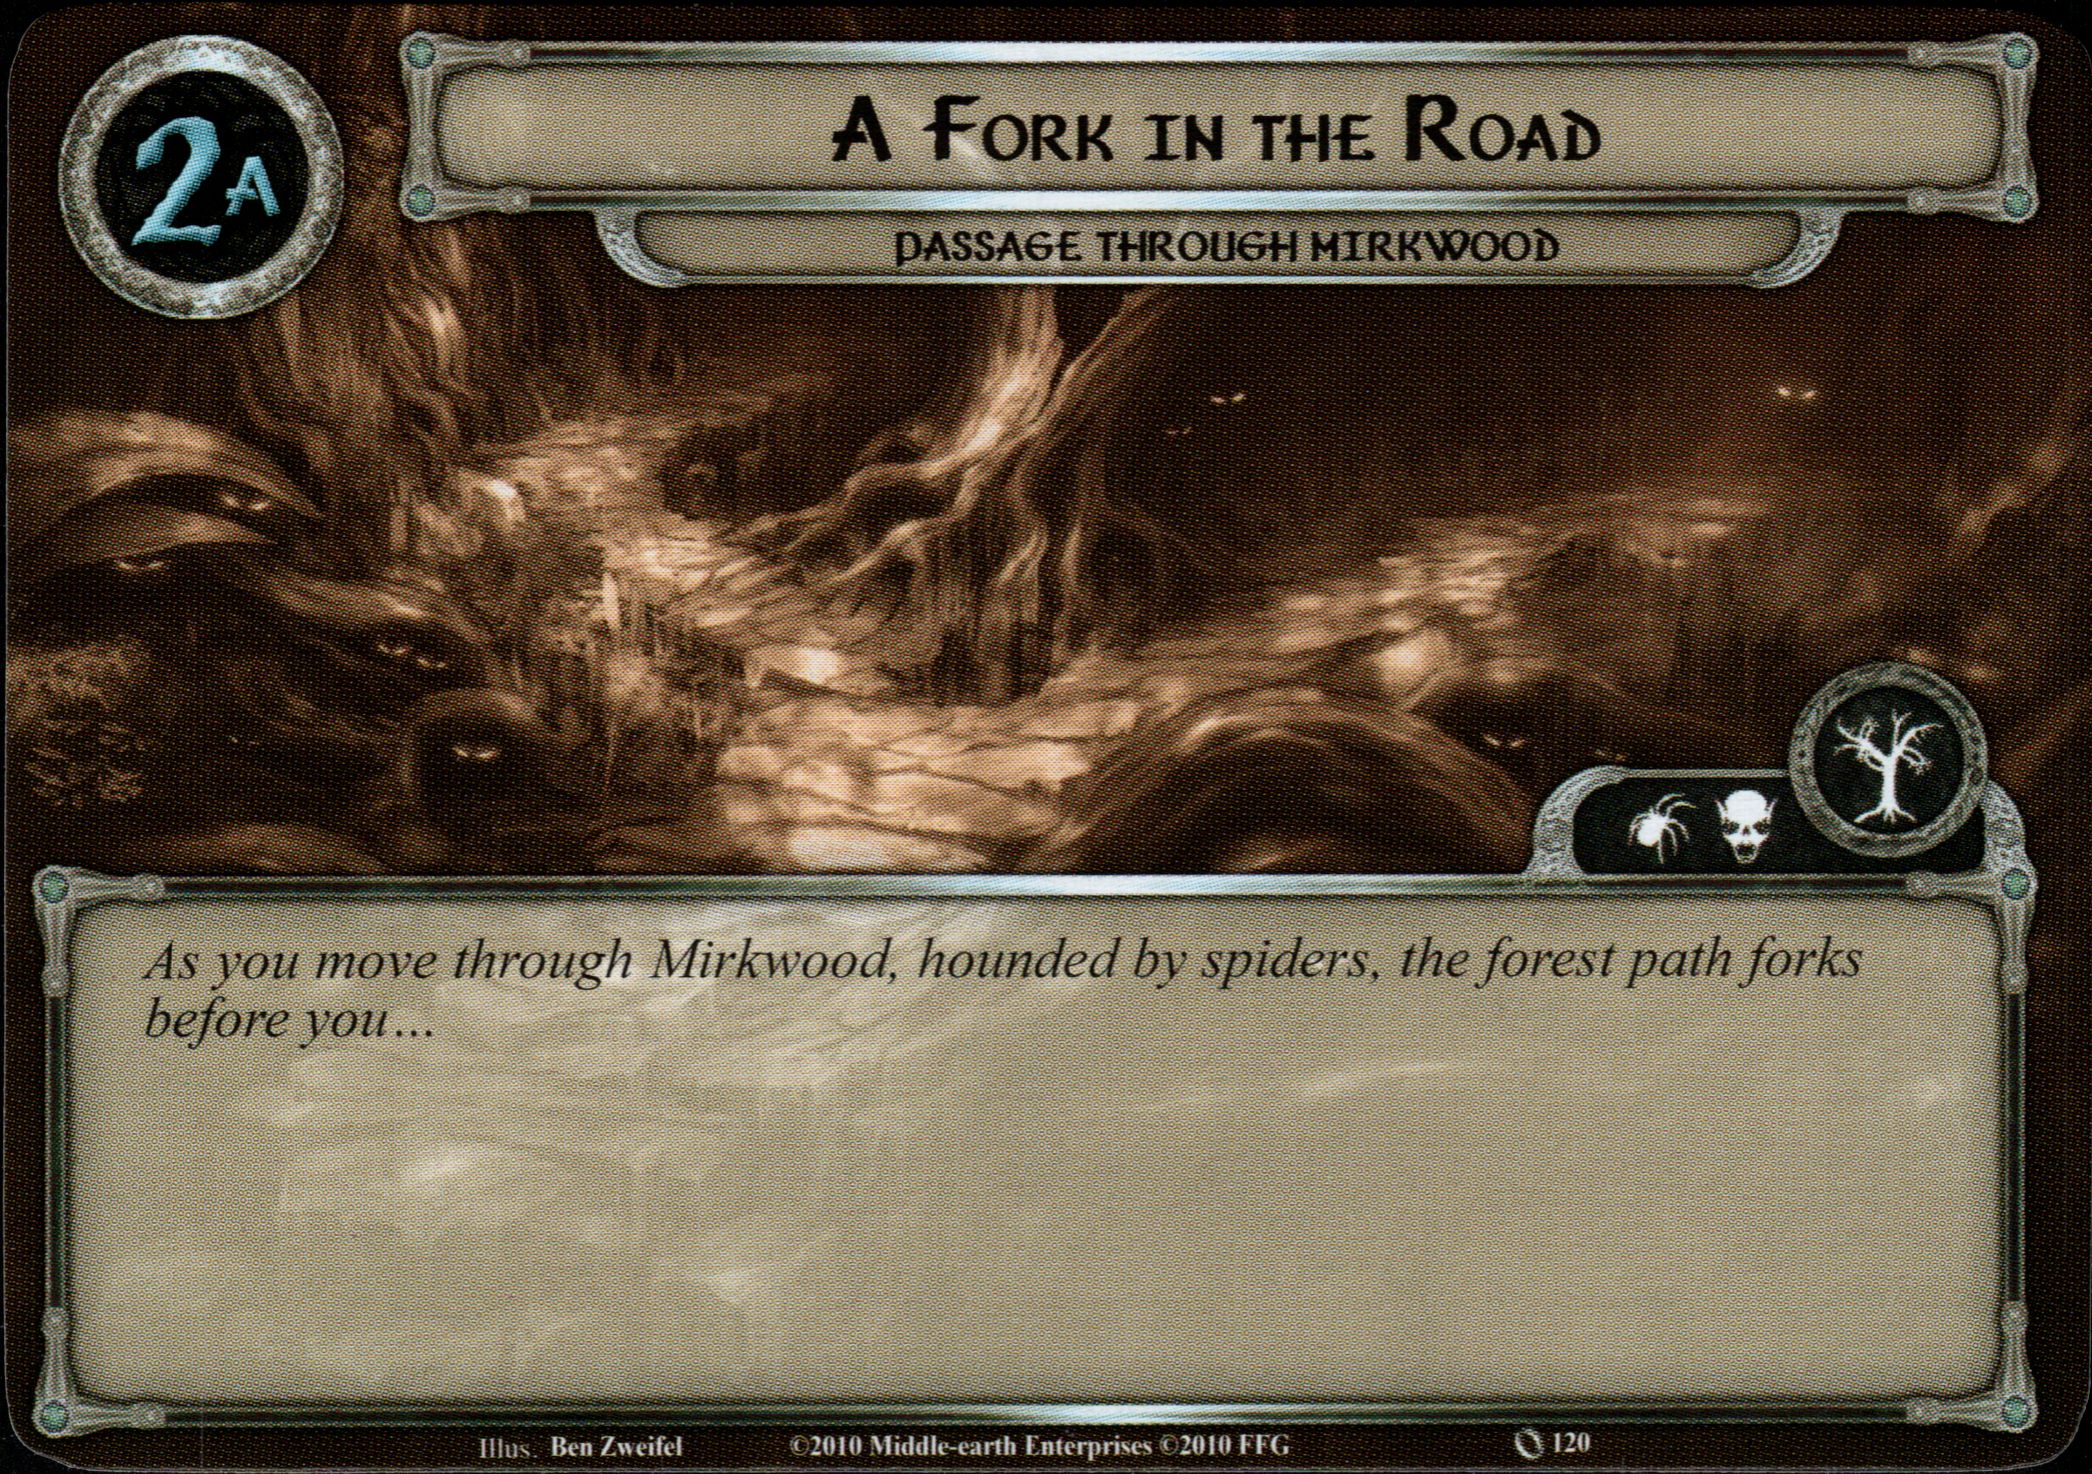 2A
A Fork in the Road
Passage Through Mirkwood
As you move through Mirkwood, hounded by spiders, the forest path forks
before you…
Illus. Ben Zweifel
©2010 Middle-earth Enterprises ©2010 FFG
120